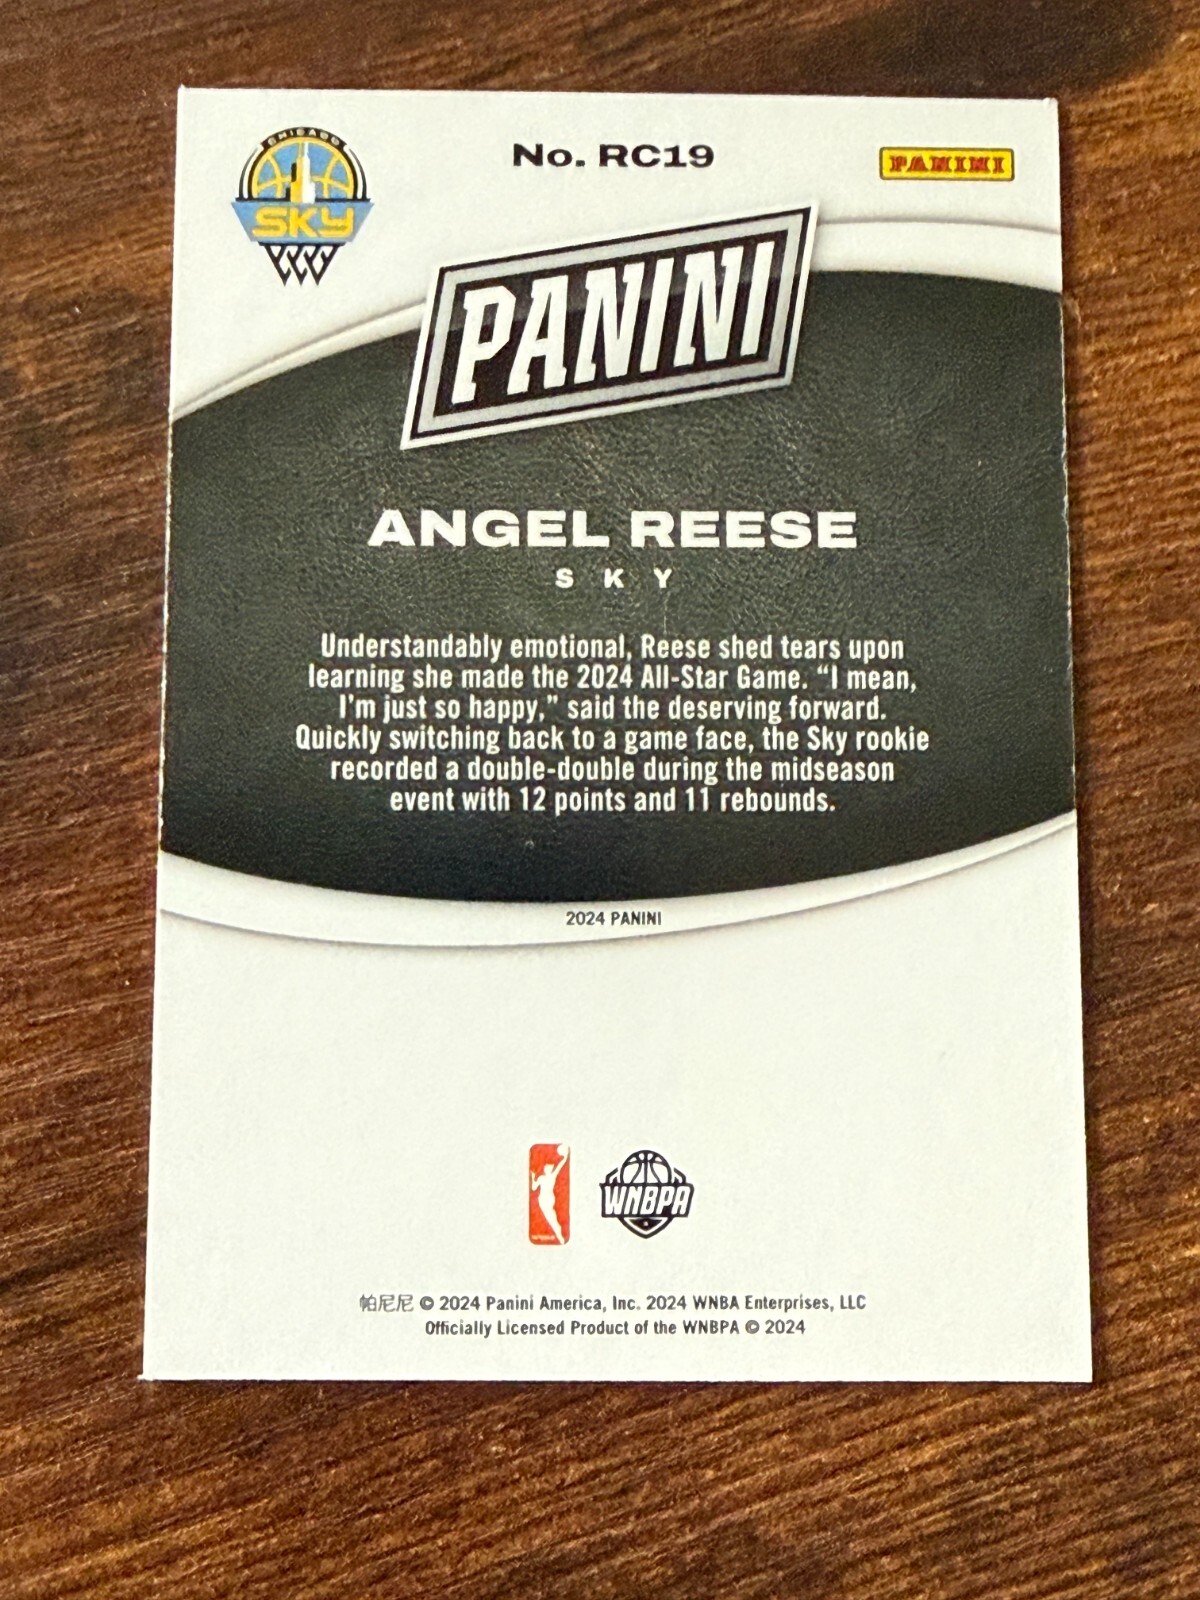 CHICAGO
SKY
No. RC19
PANINI
PANINI
ANGEL REESE
SKY
Understandably emotional, Reese shed tears upon
learning she made the 2024 All-Star Game. “I mean,
I’m just so happy,” said the deserving forward.
Quickly switching back to a game face, the Sky rookie
recorded a double-double during the midseason
event with 12 points and 11 rebounds.
2024 PANINI
WNBPA
帕尼尼 © 2024 Panini America, Inc. 2024 WNBA Enterprises, LLC
Officially Licensed Product of the WNBPA © 2024